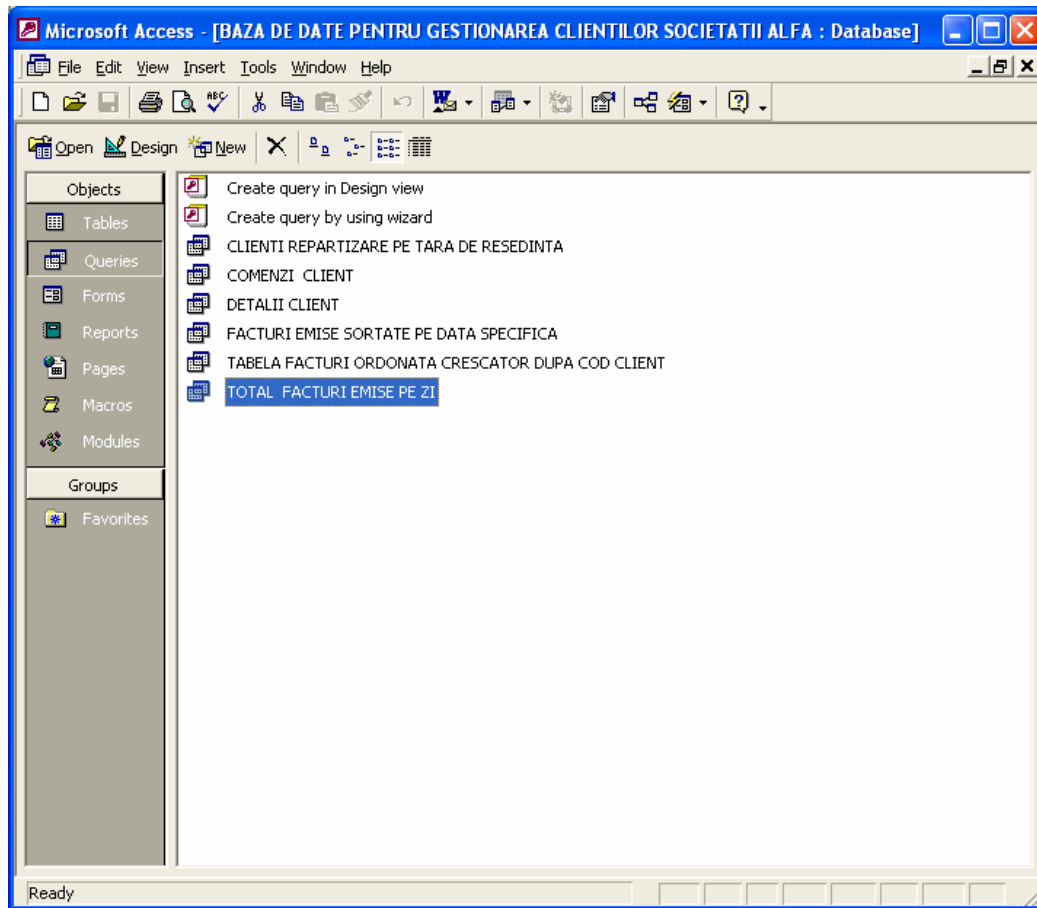 Microsoft Access - [BAZA DE DATE PENTRU GESTIONAREA CLIENTILOR SOCIETATII ALFA : Database]
File Edit View Insert Tools Window Help
Open Design New
Objects
Tables
Queries
Forms
Reports
Pages
Macros
Modules
Groups
Favorites
Create query in Design view
Create query by using wizard
CLIENTI REPARTIZARE PE TARA DE RESEDINTA
COMENZI  CLIENT
DETALII CLIENT
FACTURI EMISE SORTATE PE DATA SPECIFICA
TABELA FACTURI ORDONATA CRESCATOR DUPA COD CLIENT
TOTAL  FACTURI EMISE PE ZI
Ready